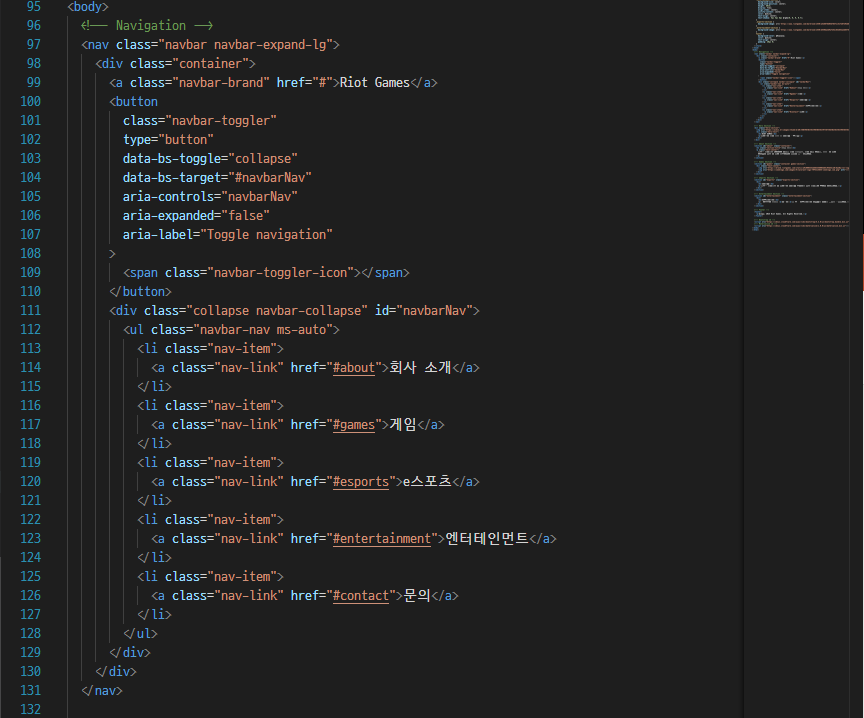 95 <body>
96 <!-- Navigation -->
97 <nav class="navbar navbar-expand-lg">
98 <div class="container">
99 <a class="navbar-brand" href="#">Riot Games</a>
100 <button
101 class="navbar-toggler"
102 type="button"
103 data-bs-toggle="collapse"
104 data-bs-target="#navbarNav"
105 aria-controls="navbarNav"
106 aria-expanded="false"
107 aria-label="Toggle navigation"
108 >
109 <span class="navbar-toggler-icon"></span>
110 </button>
111 <div class="collapse navbar-collapse" id="navbarNav">
112 <ul class="navbar-nav ms-auto">
113 <li class="nav-item">
114 <a class="nav-link" href="#about">회사 소개</a>
115 </li>
116 <li class="nav-item">
117 <a class="nav-link" href="#games">게임</a>
118 </li>
119 <li class="nav-item">
120 <a class="nav-link" href="#esports">e스포츠</a>
121 </li>
122 <li class="nav-item">
123 <a class="nav-link" href="#entertainment">엔터테인먼트</a>
124 </li>
125 <li class="nav-item">
126 <a class="nav-link" href="#contact">문의</a>
127 </li>
128 </ul>
129 </div>
130 </div>
131 </nav>
132